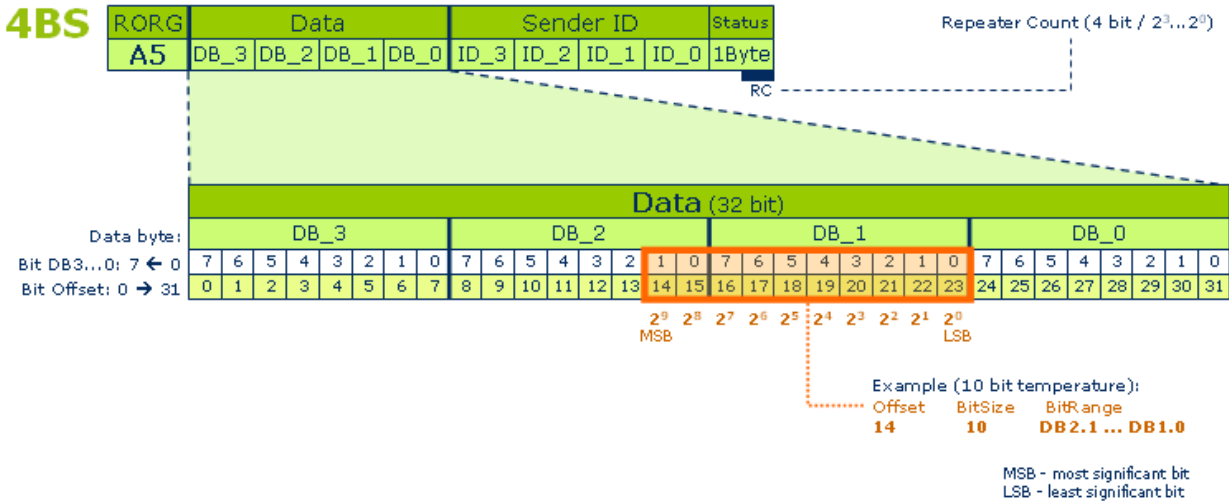 4BS
RORG Data Sender ID Status
A5 DB_3 DB_2 DB_1 DB_0 ID_3 ID_2 ID_1 ID_0 1Byte
RC
Repeater Count (4 bit / 2³...2⁰)
Data (32 bit)
Data byte: DB_3 DB_2 DB_1 DB_0
Bit DB3...0: 7 ← 0 7 6 5 4 3 2 1 0 7 6 5 4 3 2 1 0 7 6 5 4 3 2 1 0 7 6 5 4 3 2 1 0
Bit Offset: 0 → 31 0 1 2 3 4 5 6 7 8 9 10 11 12 13 14 15 16 17 18 19 20 21 22 23 24 25 26 27 28 29 30 31
2⁹ 2⁸ 2⁷ 2⁶ 2⁵ 2⁴ 2³ 2² 2¹ 2⁰
MSB LSB
Example (10 bit temperature):
Offset BitSize BitRange
14 10 DB2.1 ... DB1.0
MSB - most significant bit
LSB - least significant bit